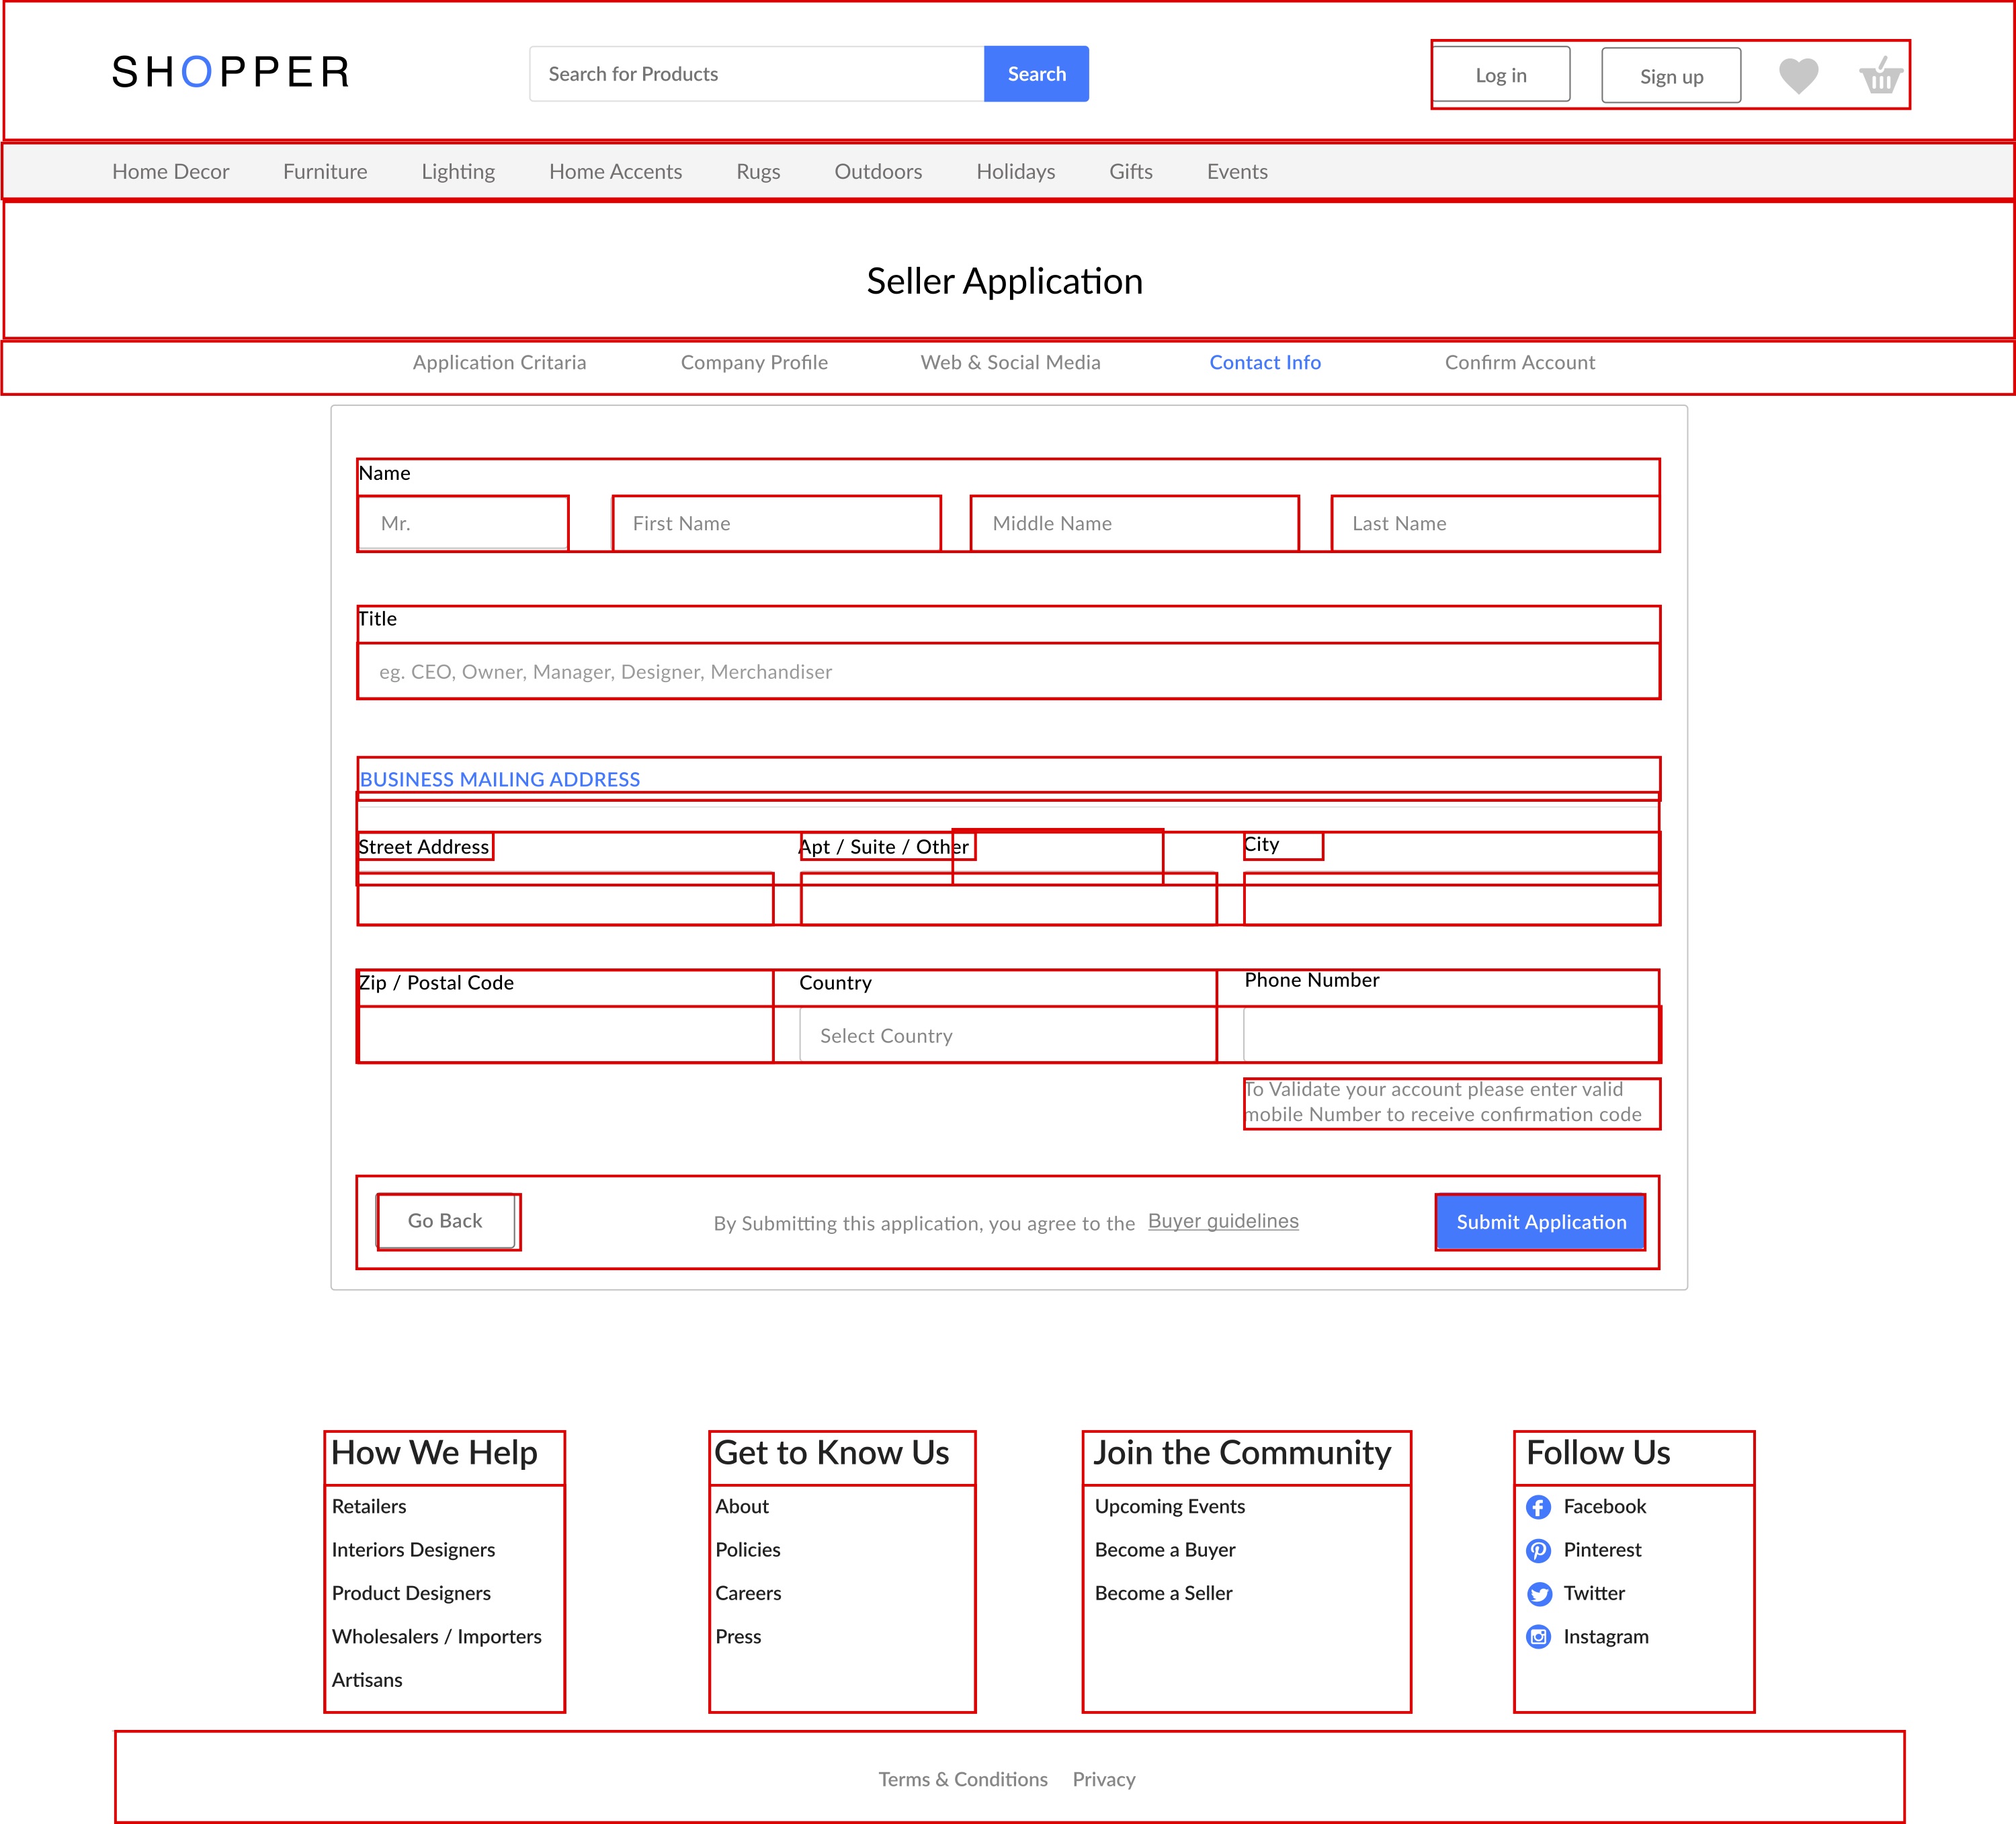 SHOPPER
Search for Products
Search
Log in
Sign up
Home Decor
Furniture
Lighting
Home Accents
Rugs
Outdoors
Holidays
Gifts
Events
Seller Application
Application Critaria
Company Profile
Web & Social Media
Contact Info
Confirm Account
Name
Mr.
First Name
Middle Name
Last Name
Title
eg. CEO, Owner, Manager, Designer, Merchandiser
BUSINESS MAILING ADDRESS
Street Address
Apt / Suite / Other
City
Zip / Postal Code
Country
Phone Number
Select Country
To Validate your account please enter valid
mobile Number to receive confirmation code
Go Back
By Submitting this application, you agree to the Buyer guidelines
Submit Application
How We Help
Retailers
Interiors Designers
Product Designers
Wholesalers / Importers
Artisans
Get to Know Us
About
Policies
Careers
Press
Join the Community
Upcoming Events
Become a Buyer
Become a Seller
Follow Us
Facebook
Pinterest
Twitter
Instagram
Terms & Conditions
Privacy